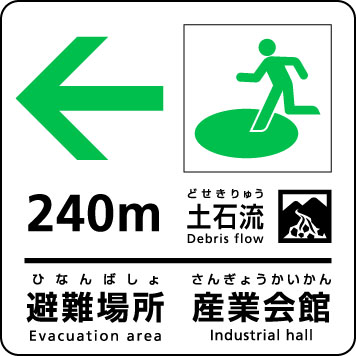 240m
どせきりゅう
土石流
Debris flow
ひなんばしょ
避難場所
Evacuation area
さんぎょうかいかん
産業会館
Industrial hall